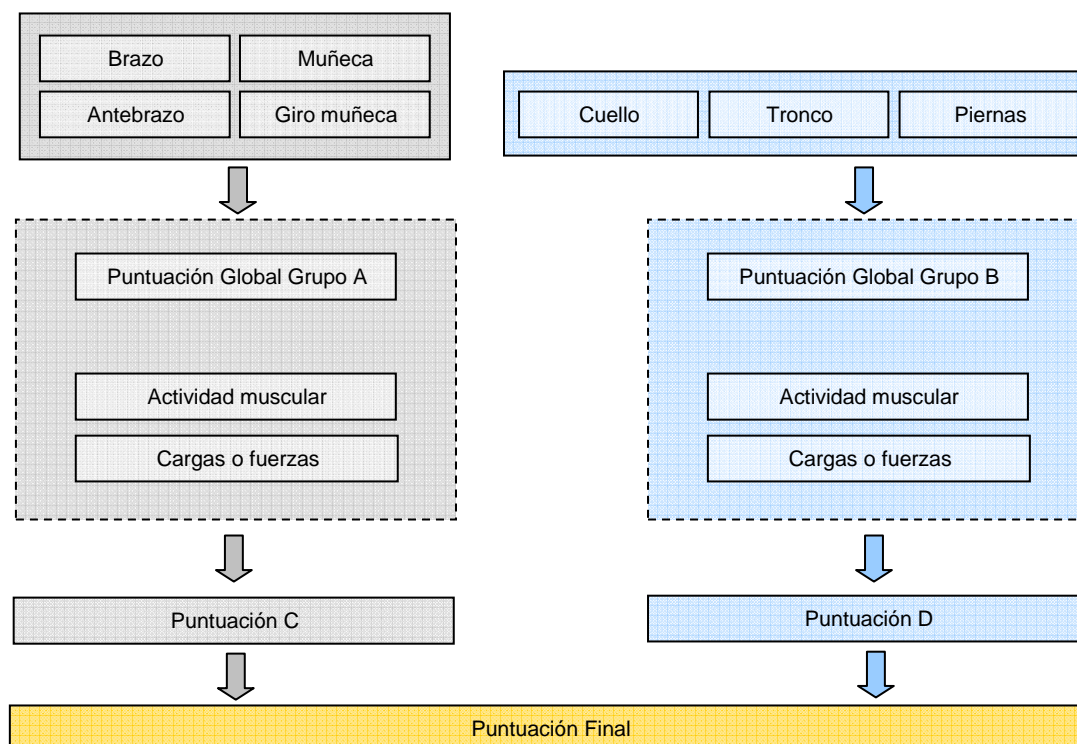 Brazo
Muñeca
Antebrazo
Giro muñeca
Cuello
Tronco
Piernas
Puntuación Global Grupo A
Puntuación Global Grupo B
Actividad muscular
Actividad muscular
Cargas o fuerzas
Cargas o fuerzas
Puntuación C
Puntuación D
Puntuación Final